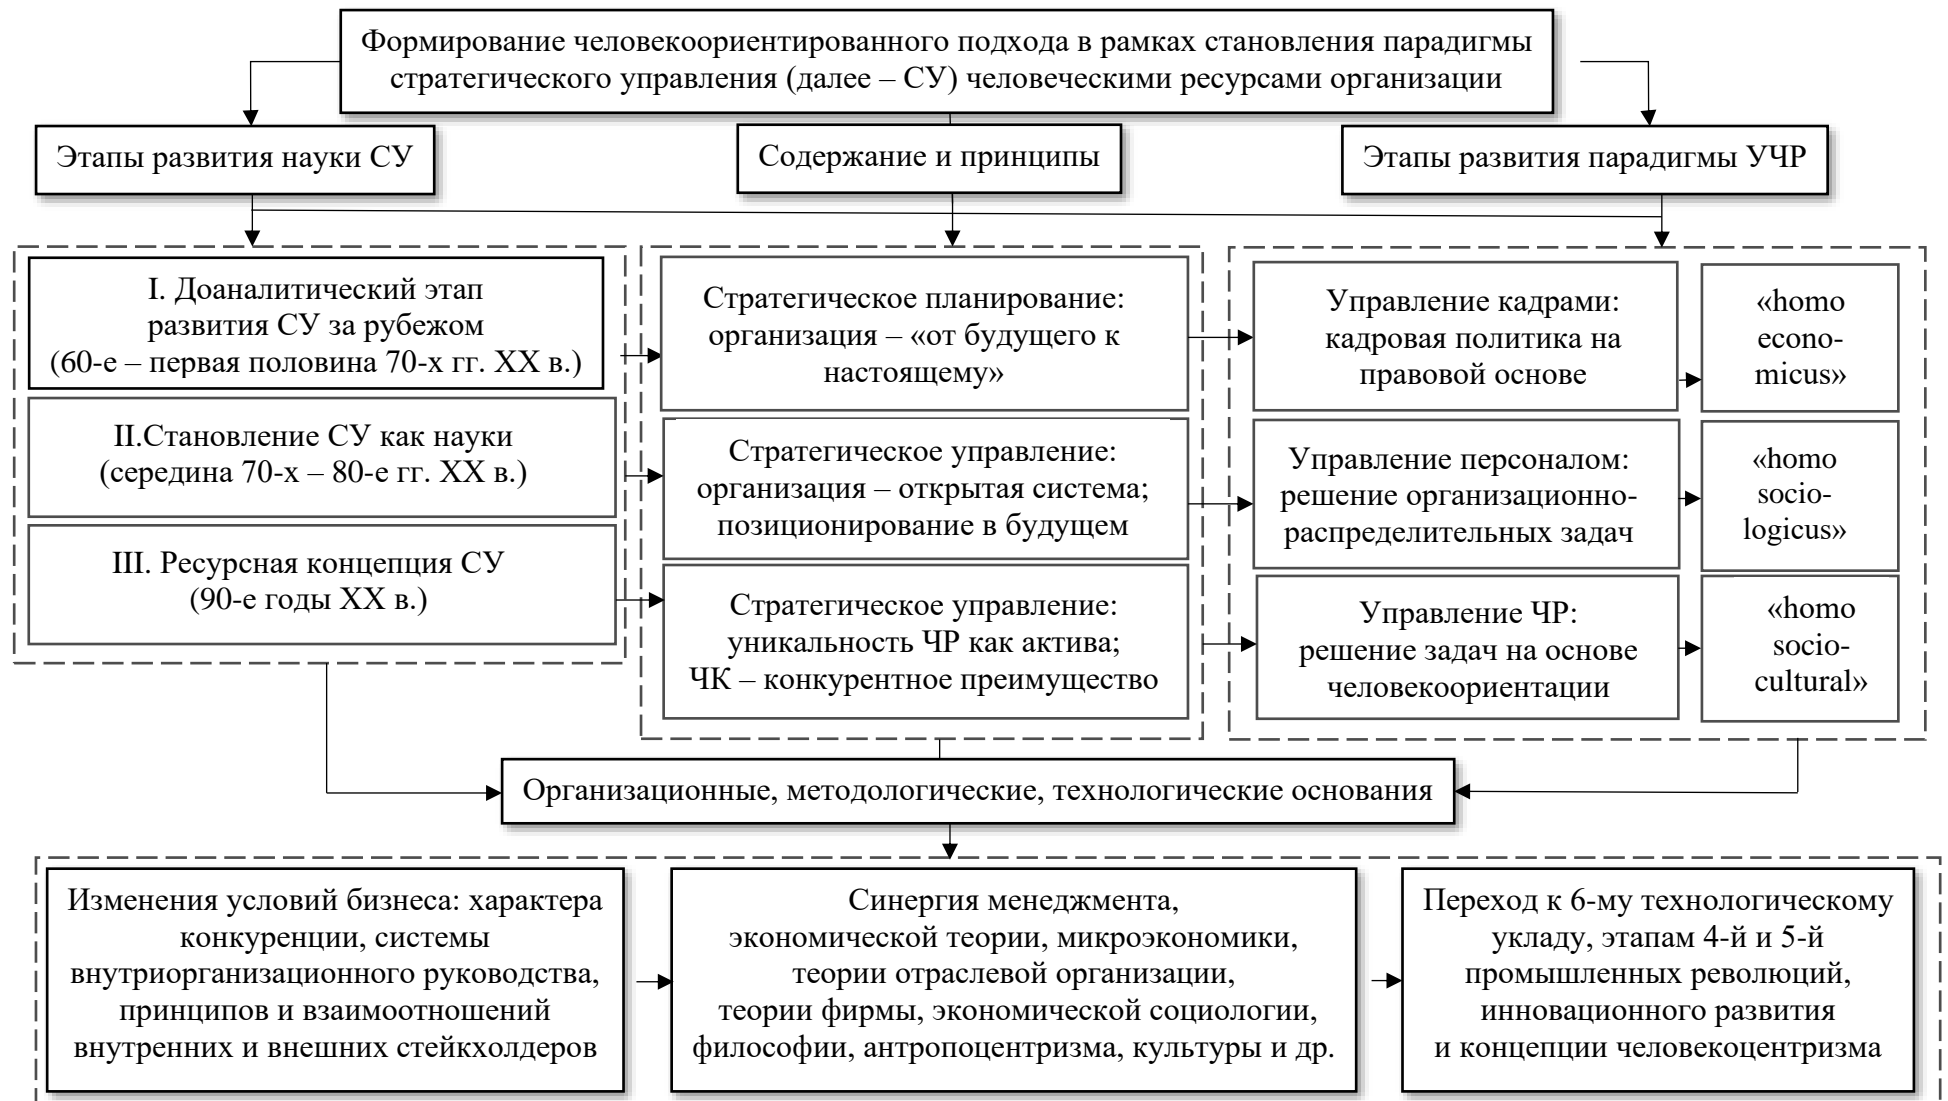 Формирование человекоориентированного подхода в рамках становления парадигмы
стратегического управления (далее – СУ) человеческими ресурсами организации
Этапы развития науки СУ
Содержание и принципы
Этапы развития парадигмы УЧР
I. Доаналитический этап
развития СУ за рубежом
(60-е – первая половина 70-х гг. XX в.)
Стратегическое планирование:
организация – «от будущего к
настоящему»
Управление кадрами:
кадровая политика на
правовой основе
«homo
econo-
micus»
II.Становление СУ как науки
(середина 70-х – 80-е гг. XX в.)
Стратегическое управление:
организация – открытая система;
позиционирование в будущем
Управление персоналом:
решение организационно-
распределительных задач
«homo
socio-
logicus»
III. Ресурсная концепция СУ
(90-е годы XX в.)
Стратегическое управление:
уникальность ЧР как актива;
ЧК – конкурентное преимущество
Управление ЧР:
решение задач на основе
человекоориентации
«homo
socio-
cultural»
Организационные, методологические, технологические основания
Изменения условий бизнеса: характера
конкуренции, системы
внутриорганизационного руководства,
принципов и взаимоотношений
внутренних и внешних стейкхолдеров
Синергия менеджмента,
экономической теории, микроэкономики,
теории отраслевой организации,
теории фирмы, экономической социологии,
философии, антропоцентризма, культуры и др.
Переход к 6-му технологическому
укладу, этапам 4-й и 5-й
промышленных революций,
инновационного развития
и концепции человекоцентризма